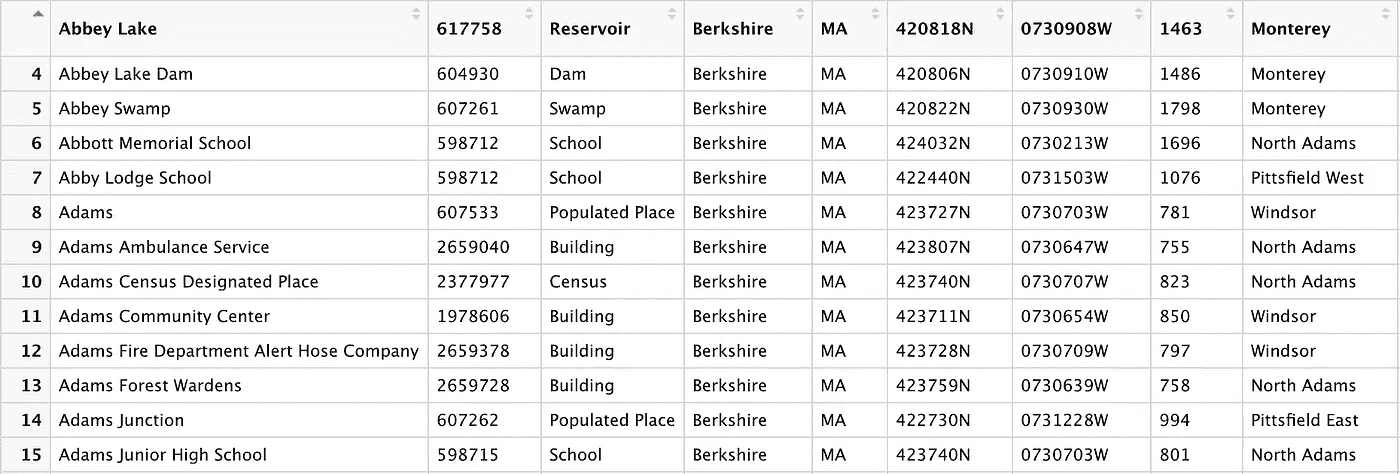 Abbey Lake 617758 Reservoir Berkshire MA 420818N 0730908W 1463 Monterey
4 Abbey Lake Dam 604930 Dam Berkshire MA 420806N 0730910W 1486 Monterey
5 Abbey Swamp 607261 Swamp Berkshire MA 420822N 0730930W 1798 Monterey
6 Abbott Memorial School 598712 School Berkshire MA 424032N 0730213W 1696 North Adams
7 Abby Lodge School 598712 School Berkshire MA 422440N 0731503W 1076 Pittsfield West
8 Adams 607533 Populated Place Berkshire MA 423727N 0730703W 781 Windsor
9 Adams Ambulance Service 2659040 Building Berkshire MA 423807N 0730647W 755 North Adams
10 Adams Census Designated Place 2377977 Census Berkshire MA 423740N 0730707W 823 North Adams
11 Adams Community Center 1978606 Building Berkshire MA 423711N 0730654W 850 Windsor
12 Adams Fire Department Alert Hose Company 2659378 Building Berkshire MA 423728N 0730709W 797 Windsor
13 Adams Forest Wardens 2659728 Building Berkshire MA 423759N 0730639W 758 North Adams
14 Adams Junction 607262 Populated Place Berkshire MA 422730N 0731228W 994 Pittsfield East
15 Adams Junior High School 598715 School Berkshire MA 423740N 0730703W 801 North Adams